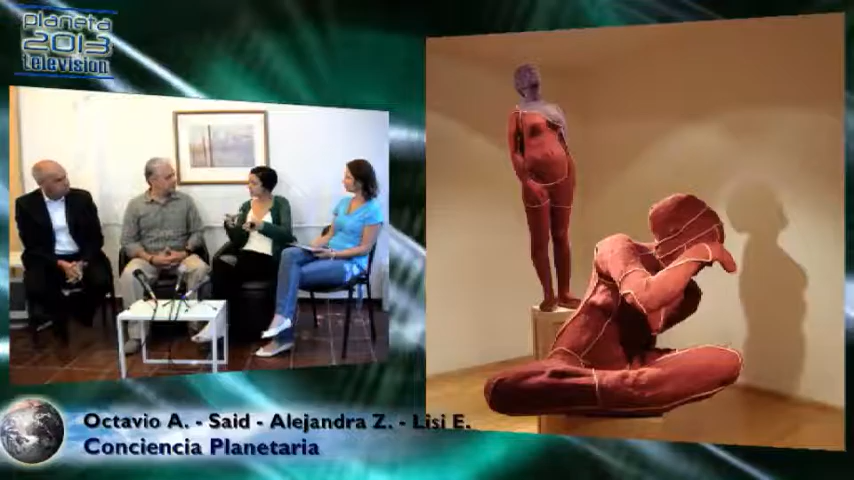 planeta
2013
television
Octavio A. - Said - Alejandra Z. - Lisi E.
Conciencia Planetaria